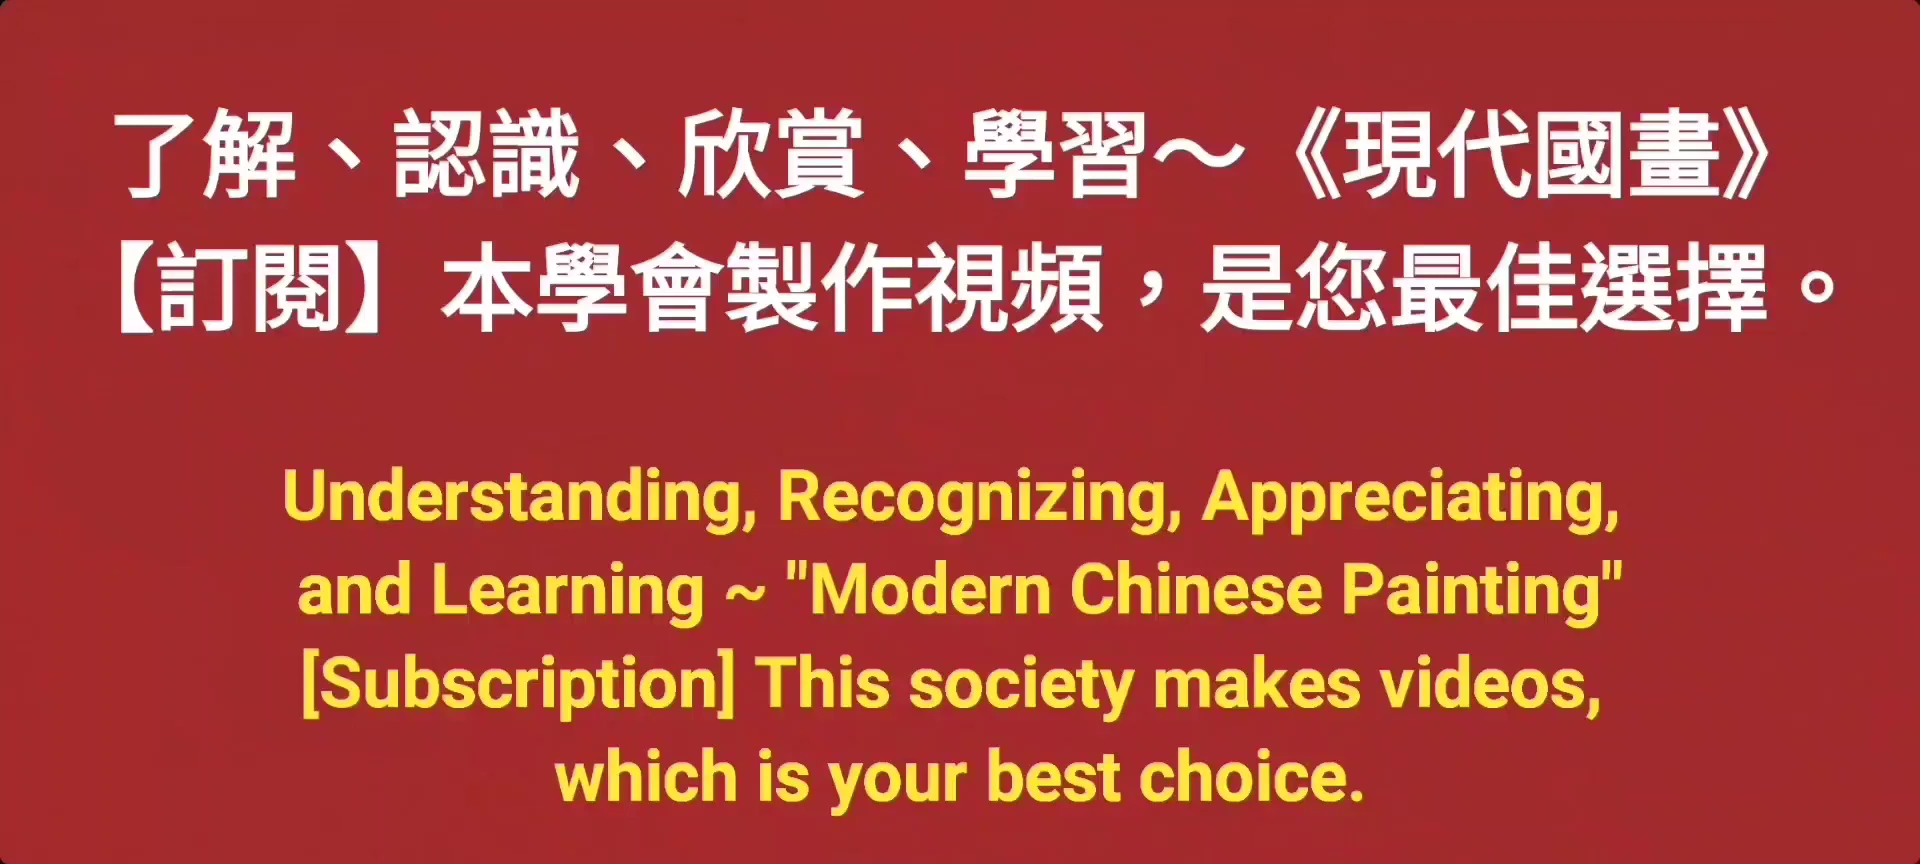 了解、認識、欣賞、學習～《現代國畫》
【訂閱】本學會製作視頻，是您最佳選擇。
Understanding, Recognizing, Appreciating,
and Learning ~ "Modern Chinese Painting"
[Subscription] This society makes videos,
which is your best choice.